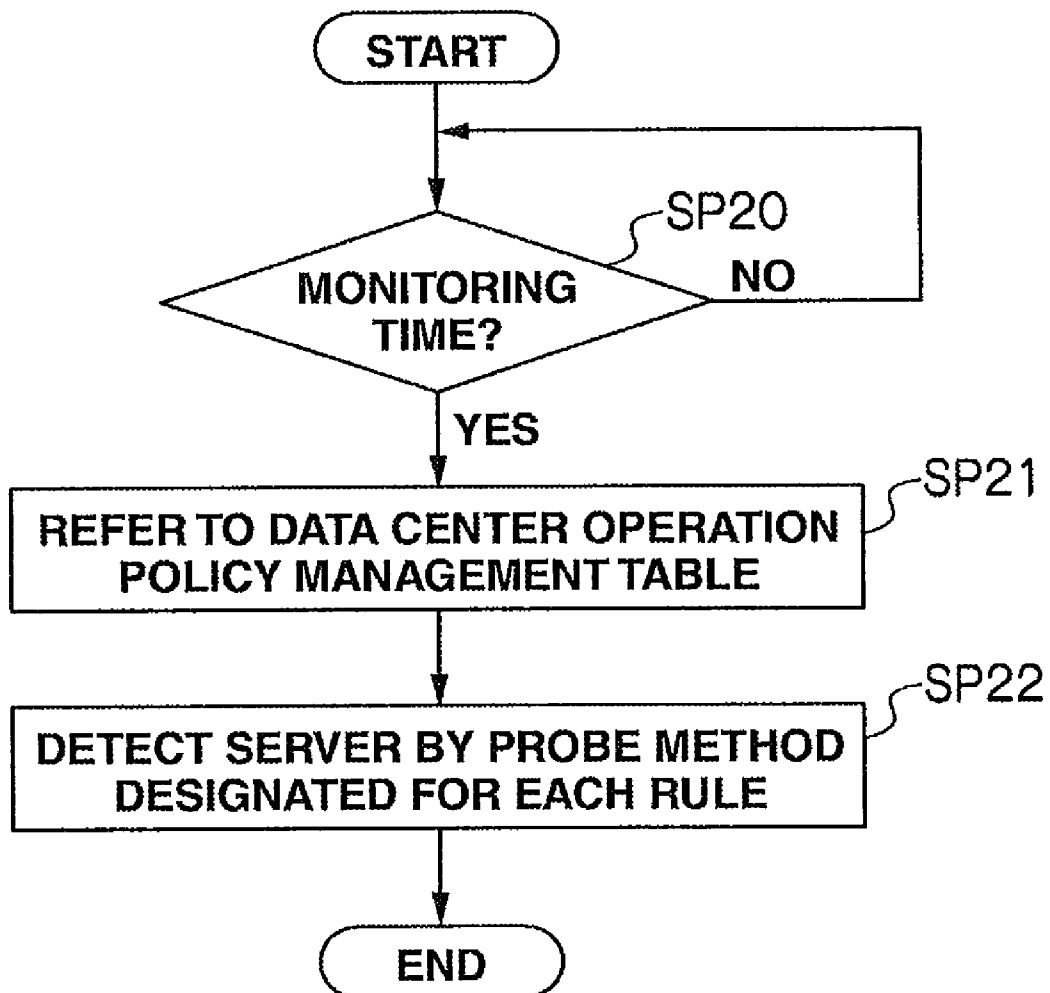 START
SP20
MONITORING
TIME?
NO
YES
SP21
REFER TO DATA CENTER OPERATION
POLICY MANAGEMENT TABLE
SP22
DETECT SERVER BY PROBE METHOD
DESIGNATED FOR EACH RULE
END